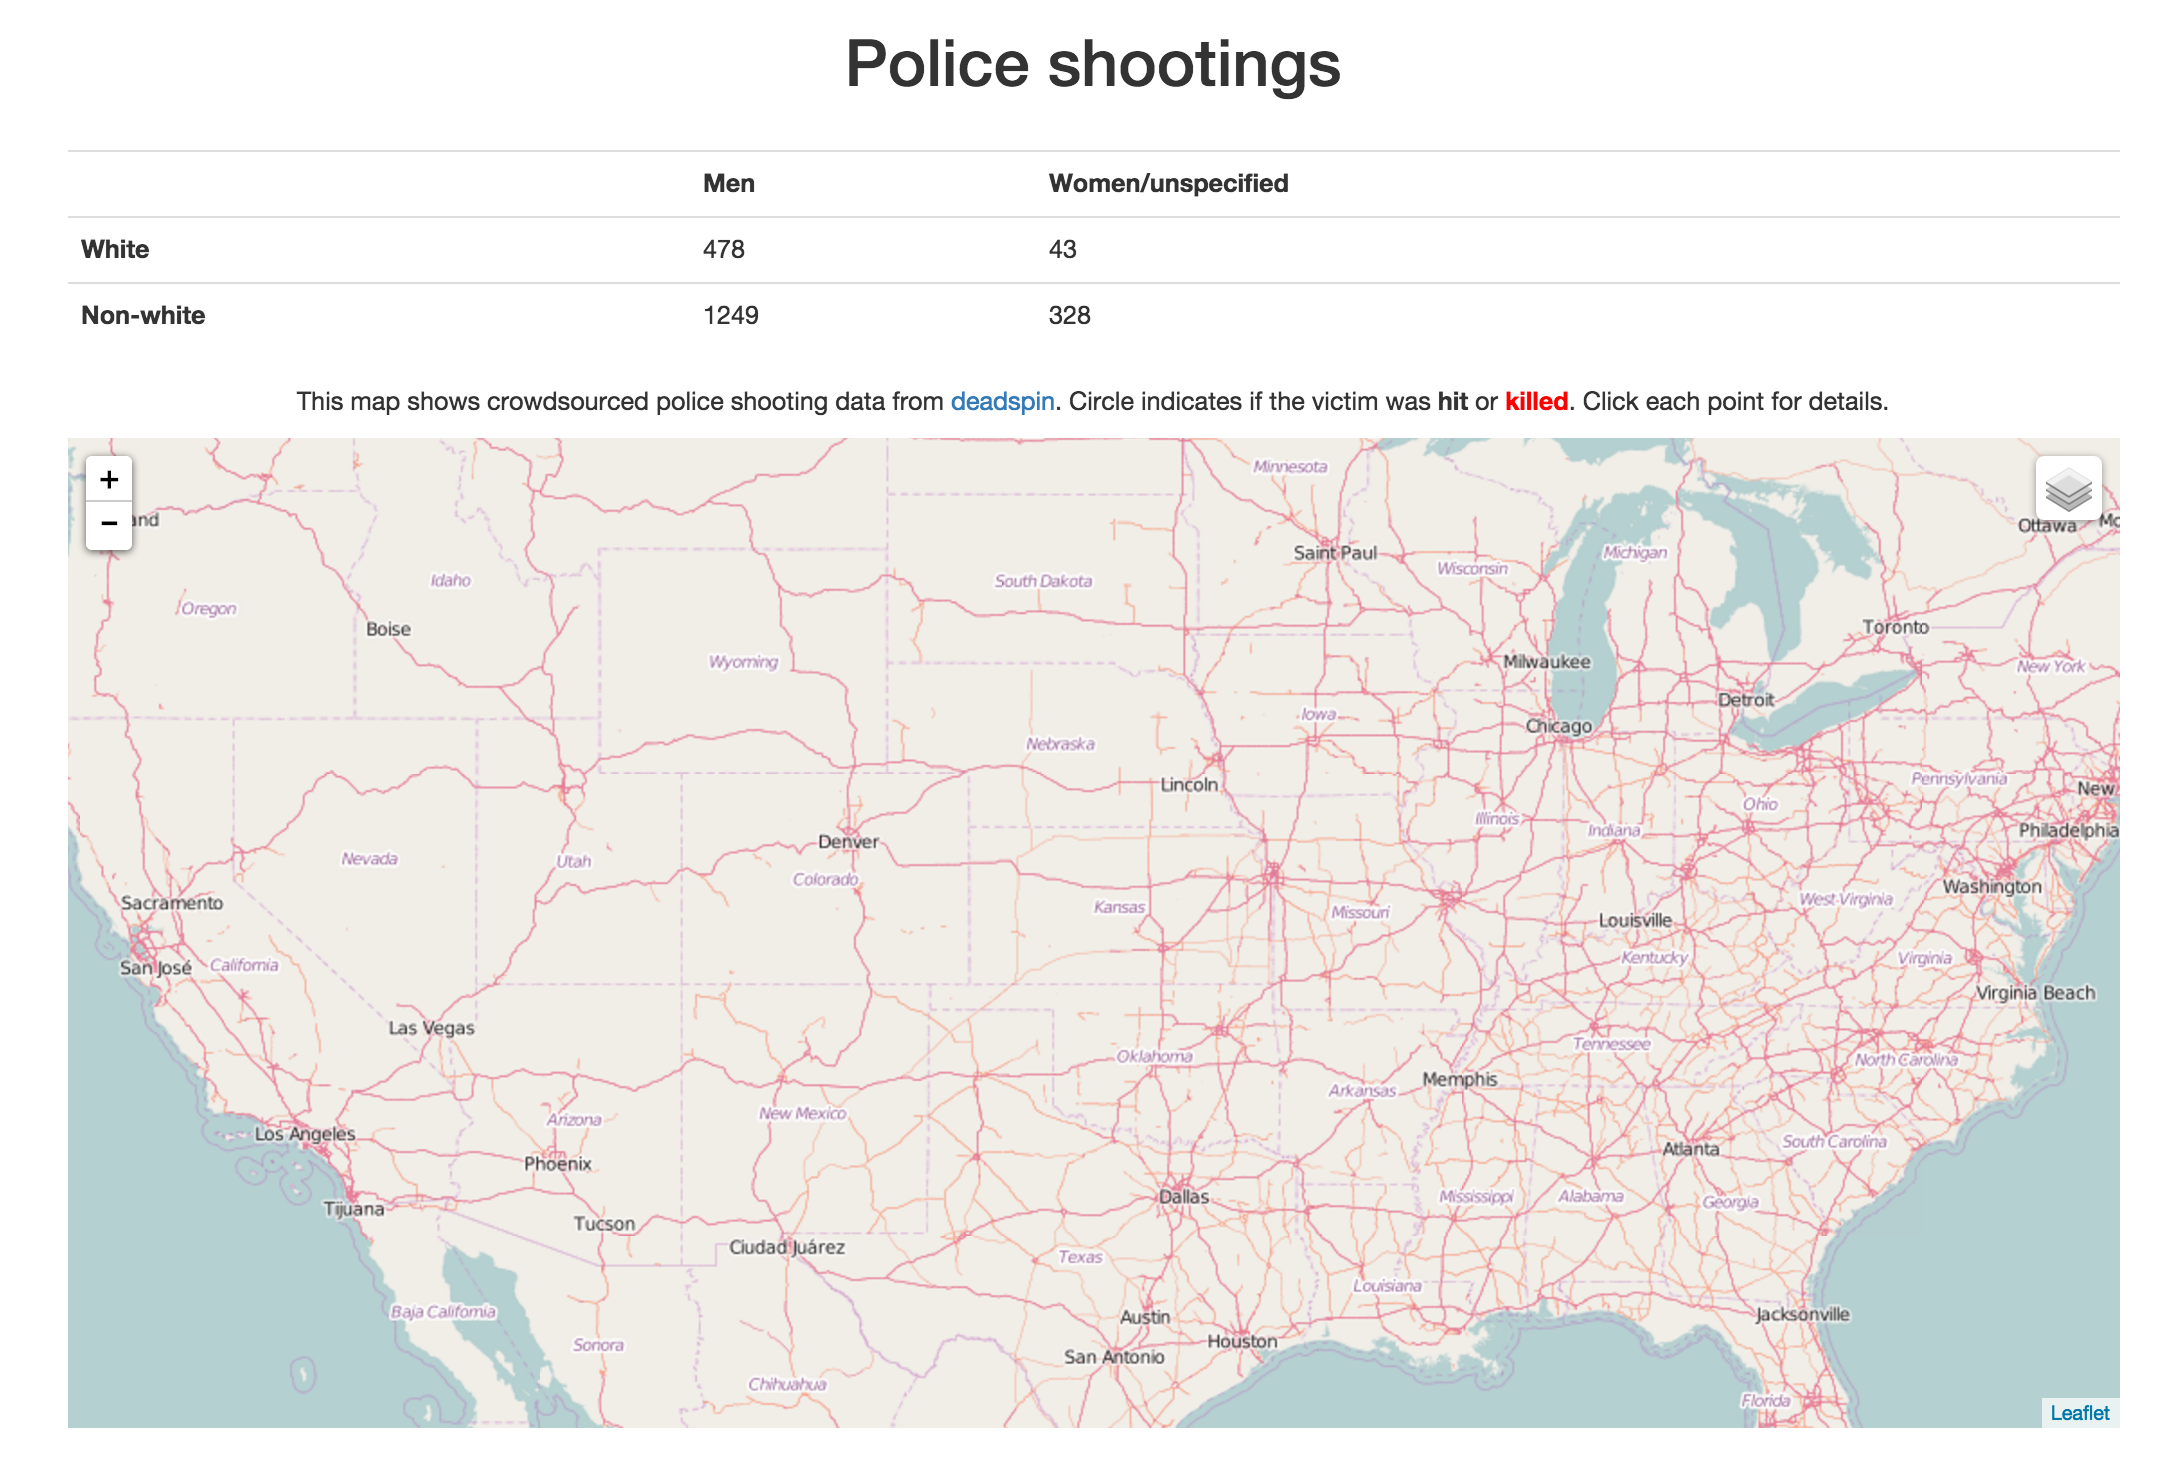 Police shootings
Men Women/unspecified
White 478 43
Non-white 1249 328
This map shows crowdsourced police shooting data from deadspin. Circle indicates if the victim was hit or killed. Click each point for details.
+
−
Minnesota
and
Ottawa
Mo
Saint Paul
Michigan
Wisconsin
Idaho
South Dakota
Oregon
Boise
Toronto
Wyoming
Milwaukee
New York
Detroit
Iowa
Chicago
Nebraska
Lincoln
Pennsylvania
New
Ohio
Illinois
Indiana
Philadelphia
Denver
Nevada
Utah
Colorado
Washington
Sacramento
Kansas
Missouri
West Virginia
Louisville
San José
California
Kentucky
Virginia
Virginia Beach
Las Vegas
Tennessee
Oklahoma
North Carolina
Memphis
Arkansas
New Mexico
Arizona
Los Angeles
South Carolina
Atlanta
Phoenix
Dallas
Mississippi
Alabama
Georgia
Tijuana
Tucson
Ciudad Juárez
Texas
Louisiana
Baja California
Austin
Jacksonville
Houston
Sonora
San Antonio
Chihuahua
Florida
Leaflet